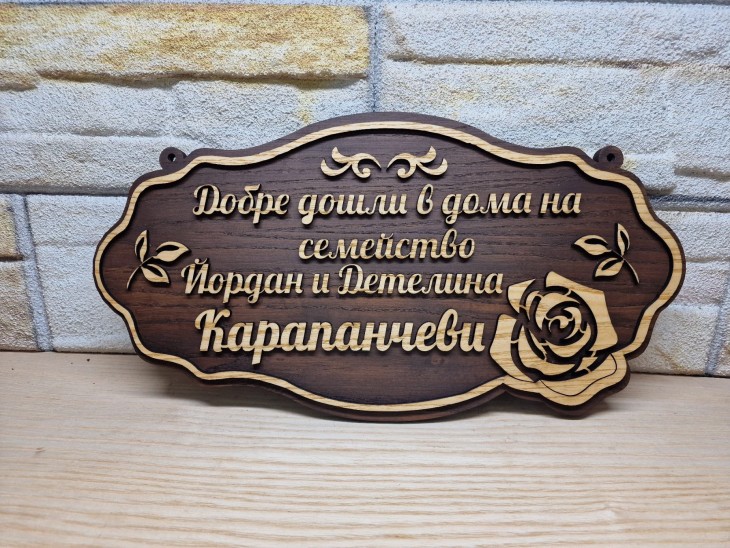 Добре дошли в дома на
семейство
Йордан и Детелина
Карапанчеви